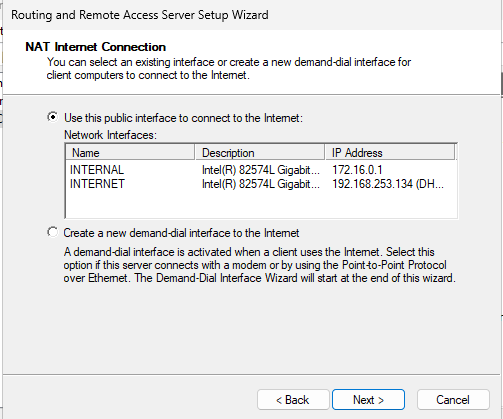 Routing and Remote Access Server Setup Wizard
NAT Internet Connection
You can select an existing interface or create a new demand-dial interface for
client computers to connect to the Internet.
Use this public interface to connect to the Internet:
Network Interfaces:
Name Description IP Address
INTERNAL Intel(R) 82574L Gigabit... 172.16.0.1
INTERNET Intel(R) 82574L Gigabit... 192.168.253.134 (DH...
Create a new demand-dial interface to the Internet
A demand-dial interface is activated when a client uses the Internet. Select this
option if this server connects with a modem or by using the Point-to-Point Protocol
over Ethernet. The Demand-Dial Interface Wizard will start at the end of this wizard.
< Back Next > Cancel